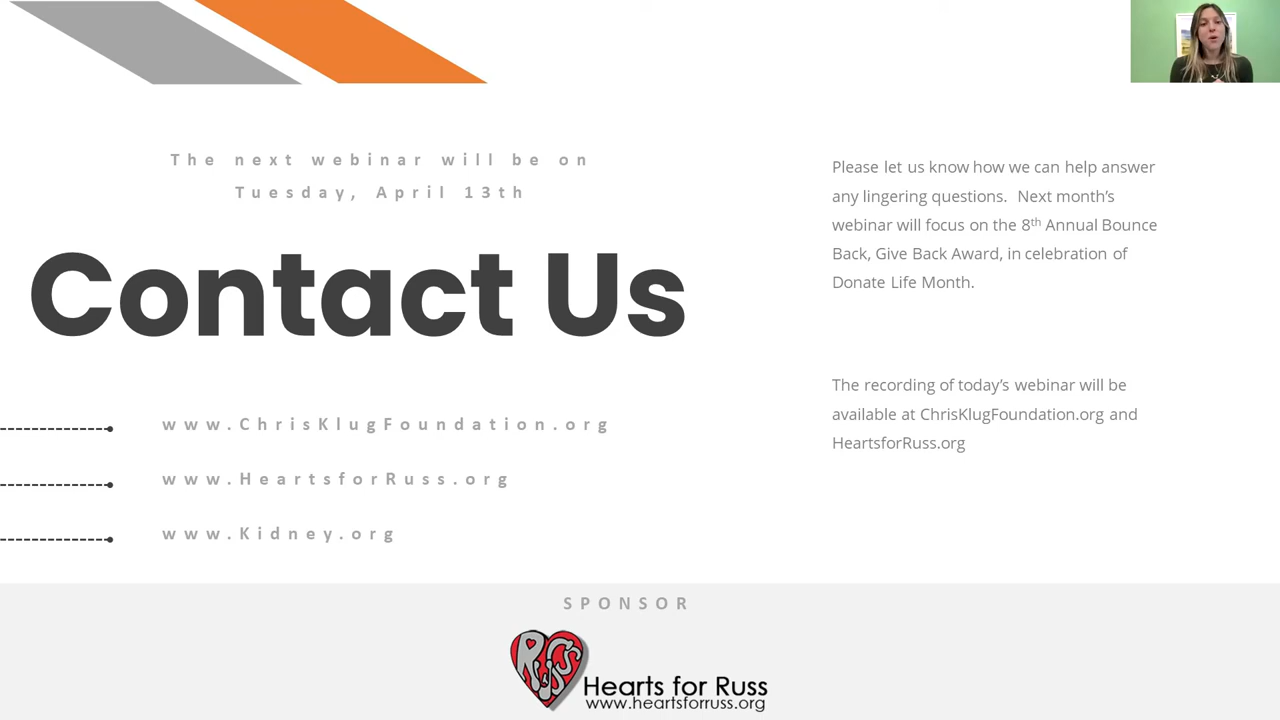 The next webinar will be on
Tuesday, April 13th
Contact Us
www.ChrisKlugFoundation.org
www.HeartsforRuss.org
www.Kidney.org
Please let us know how we can help answer
any lingering questions.  Next month's
webinar will focus on the 8th Annual Bounce
Back, Give Back Award, in celebration of
Donate Life Month.
The recording of today's webinar will be
available at ChrisKlugFoundation.org and
HeartsforRuss.org
SPONSOR
Russ
Hearts for Russ
www.heartsforruss.org